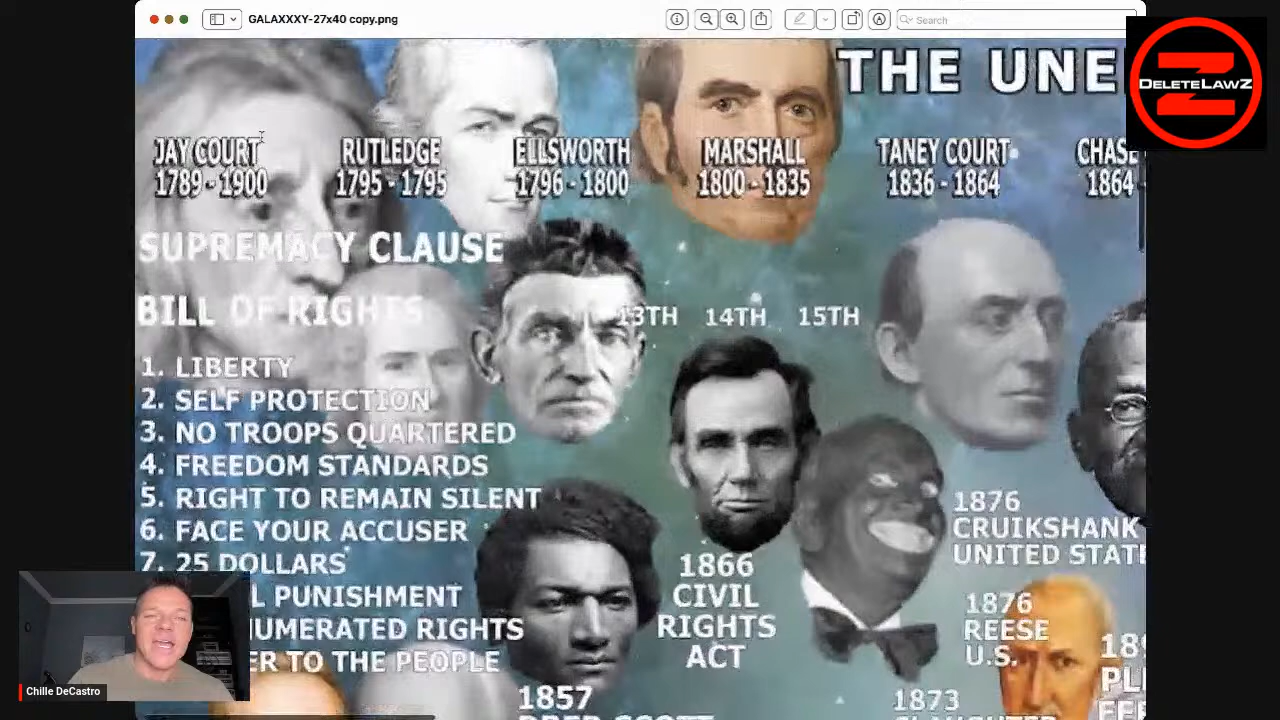 GALAXXXY-27x40 copy.png
Search
DELETELAWZ
THE UNE
JAY COURT
1789 - 1900
RUTLEDGE
1795 - 1795
ELLSWORTH
1796 - 1800
MARSHALL
1800 - 1835
TANEY COURT
1836 - 1864
CHASE
1864 -
SUPREMACY CLAUSE
BILL OF RIGHTS
13TH 14TH 15TH
1. LIBERTY
2. SELF PROTECTION
3. NO TROOPS QUARTERED
4. FREEDOM STANDARDS
5. RIGHT TO REMAIN SILENT
6. FACE YOUR ACCUSER
7. 25 DOLLARS
L PUNISHMENT
NUMERATED RIGHTS
ER TO THE PEOPLE
1866
CIVIL
RIGHTS
ACT
1876
CRUIKSHANK
UNITED STATE
1876
REESE
U.S.
1857
1873
Chille DeCastro